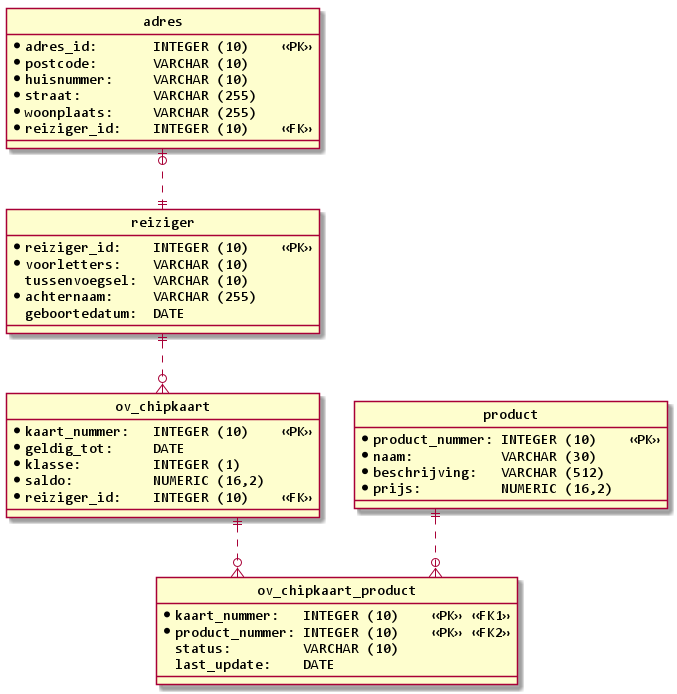 adres
adres_id: INTEGER (10) «PK»
postcode: VARCHAR (10)
huisnummer: VARCHAR (10)
straat: VARCHAR (255)
woonplaats: VARCHAR (255)
reiziger_id: INTEGER (10) «FK»
reiziger
reiziger_id: INTEGER (10) «PK»
voorletters: VARCHAR (10)
tussenvoegsel: VARCHAR (10)
achternaam: VARCHAR (255)
geboortedatum: DATE
ov_chipkaart
kaart_nummer: INTEGER (10) «PK»
geldig_tot: DATE
klasse: INTEGER (1)
saldo: NUMERIC (16,2)
reiziger_id: INTEGER (10) «FK»
product
product_nummer: INTEGER (10) «PK»
naam: VARCHAR (30)
beschrijving: VARCHAR (512)
prijs: NUMERIC (16,2)
ov_chipkaart_product
kaart_nummer: INTEGER (10) «PK» «FK1»
product_nummer: INTEGER (10) «PK» «FK2»
status: VARCHAR (10)
last_update: DATE